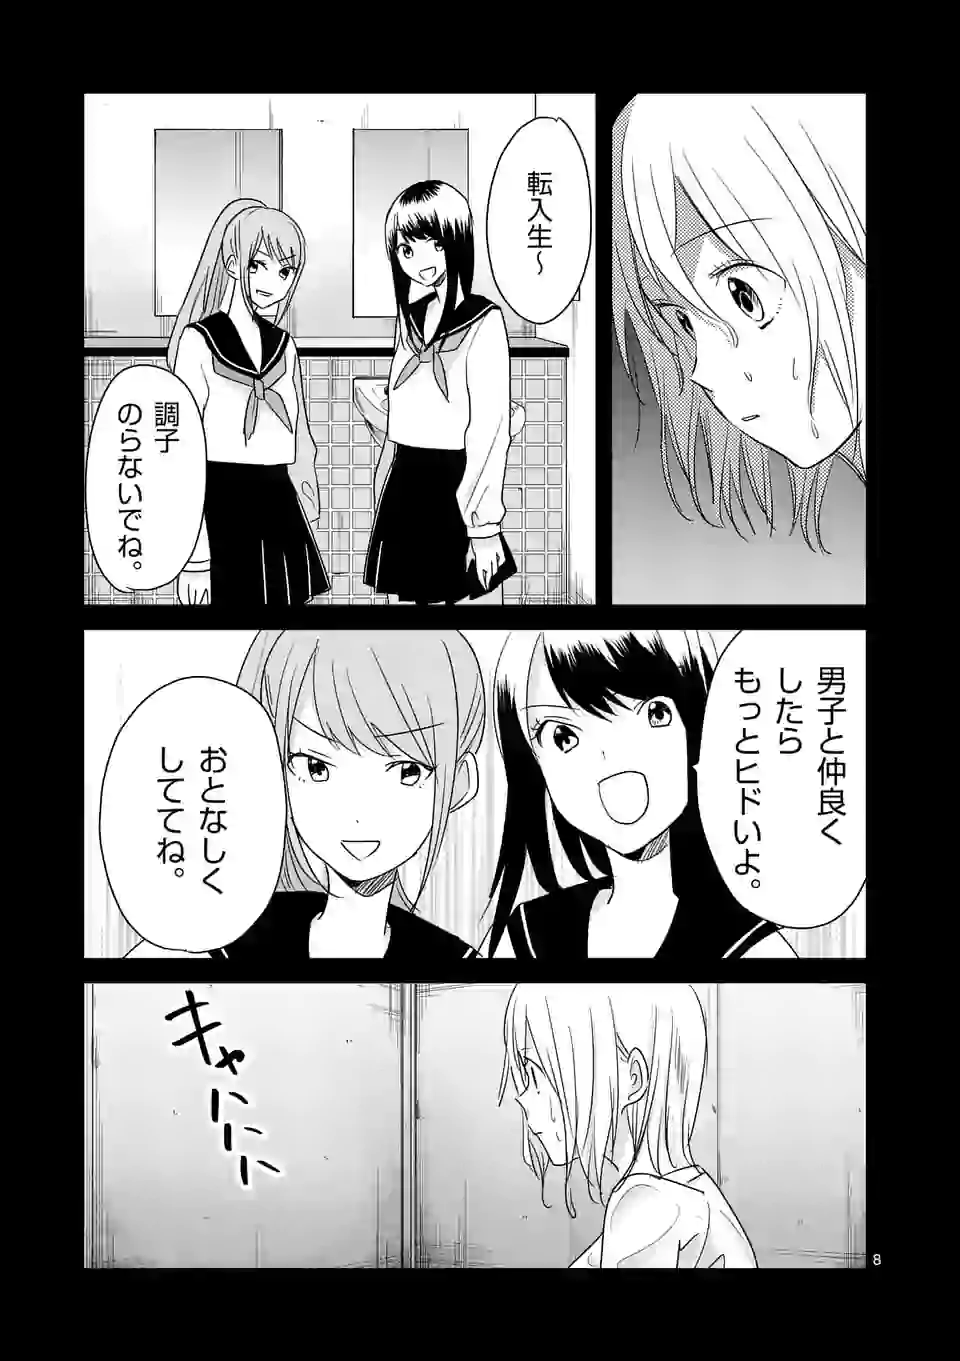 転入生～
調子
のらないでね。
男子と仲良く
したら
もっとヒドいよ。
おとなしく
しててね。
キャハハハ
8